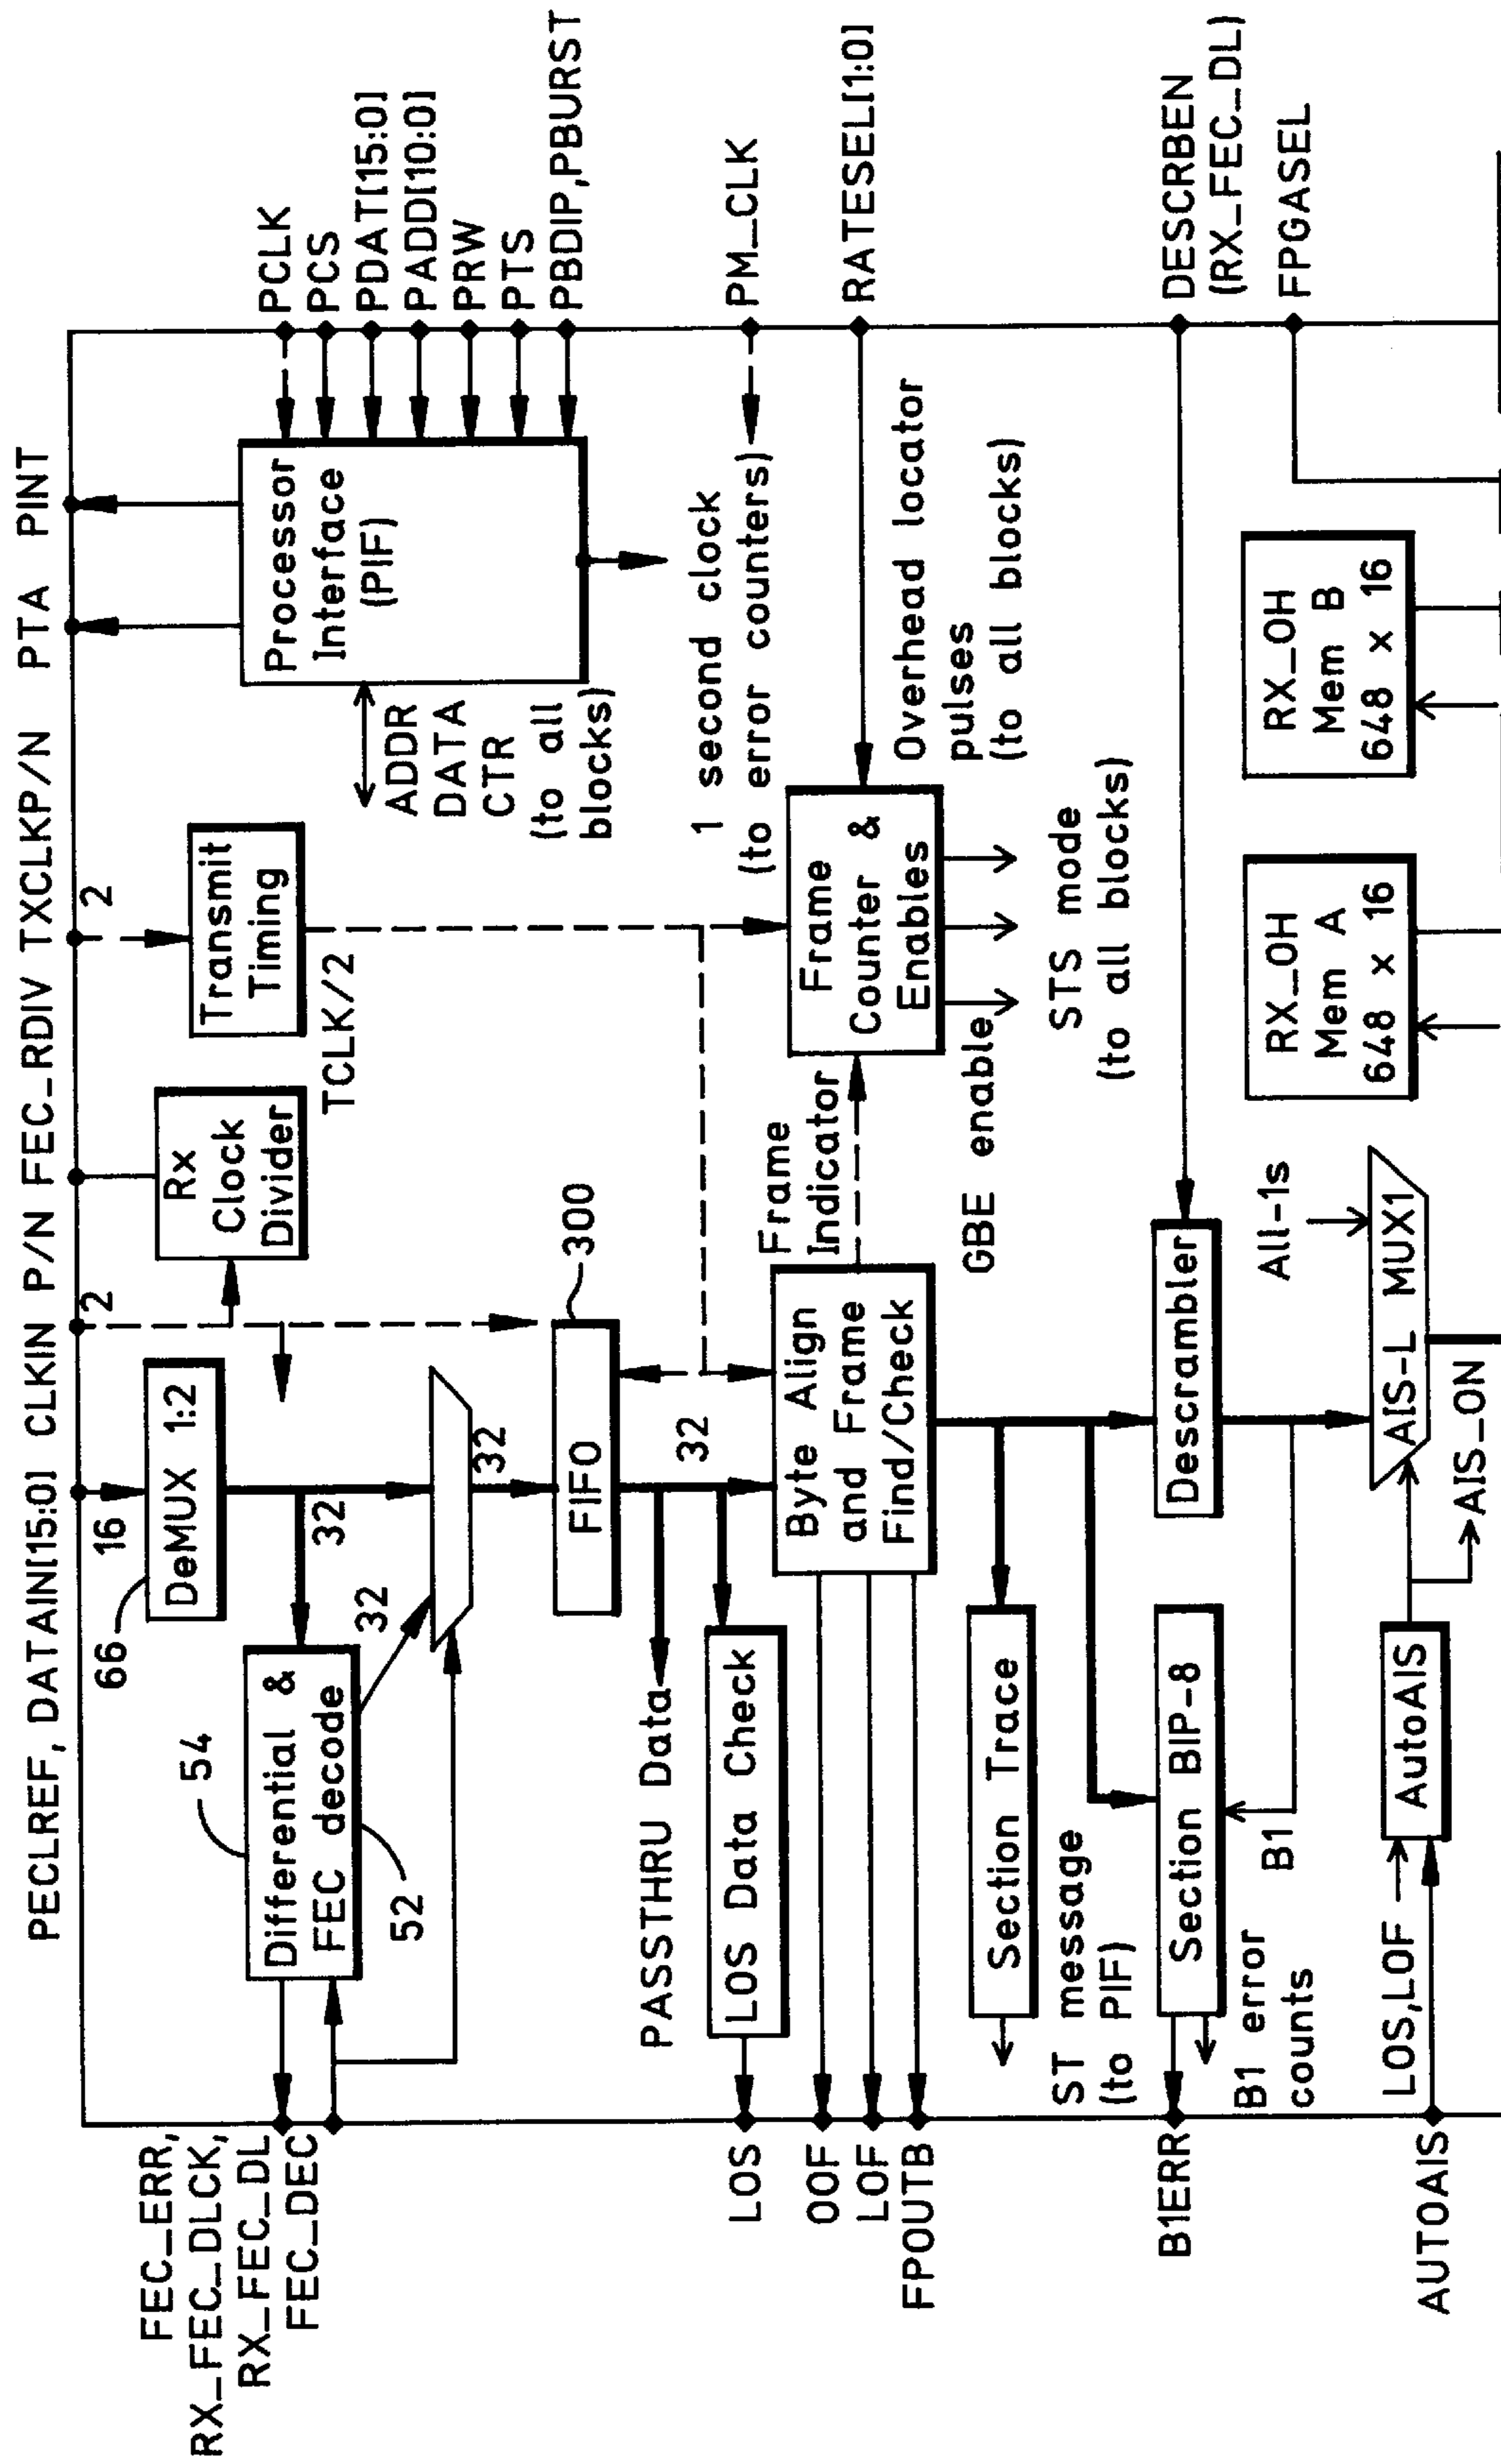 PECLREF, DATAIN[15:0] CLKIN P/N FEC_RDIV TXCLKP/N PTA PINT
FEC_ERR,
RX_FEC_DLCK,
RX_FEC_DL
FEC_DEC
66
16
DeMUX 1:2
2
Rx
Clock
Divider
2
Transmit
Timing
TCLK/2
Processor
Interface
(PIF)
PCLK
PCS
PDAT[15:0]
PADD[10:0]
PRW
PTS
PBDIP,PBURST
54
Differential &
FEC decode
52
32
32
32
ADDR
DATA
CTR
(to all
blocks)
FIFO
300
PASSTHRU Data
32
1 second clock
(to error counters)
PM_CLK
LOS
LOS Data Check
OOF
LOF
FPOUTB
Byte Align
and Frame
Find/Check
Frame
Indicator
Frame
Counter &
Enables
RATESEL[1:0]
Overhead locator
pulses
(to all blocks)
GBE enable
STS mode
(to all blocks)
Section Trace
ST message
(to PIF)
Section BIP-8
B1ERR
B1 error
counts
B1
Descrambler
DESCRBEN
(RX_FEC_DL)
FPGASEL
RX_OH
Mem A
648 x 16
RX_OH
Mem B
648 x 16
LOS,LOF
AutoAIS
AUTOAIS
AIS_ON
All-1s
AIS-L MUX1